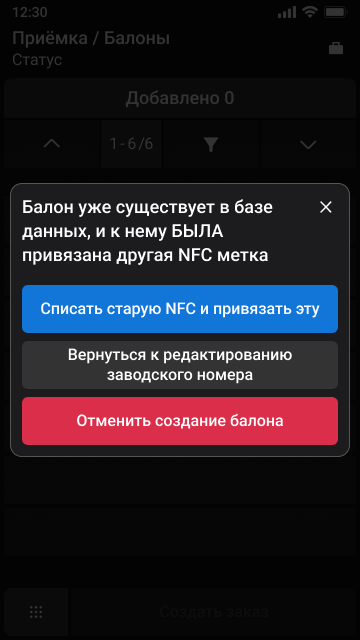 12:30
Приёмка / Балоны
Статус
Добавлено 0
1-6/6
Балон уже существует в базе
данных, и к нему БЫЛА
привязана другая NFC метка
Списать старую NFC и привязать эту
Вернуться к редактированию
заводского номера
Отменить создание балона
Создать заказ